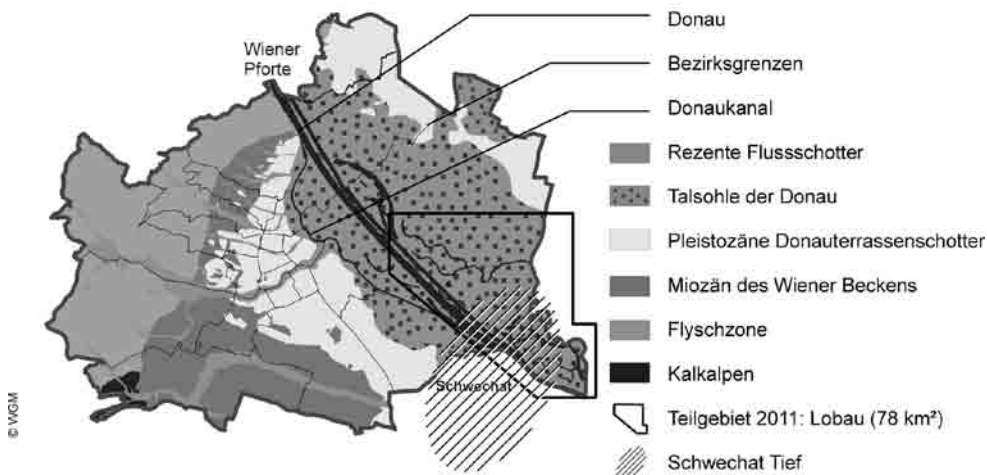 Wiener
Pforte
Donau
Bezirksgrenzen
Donaukanal
Rezente Flussschotter
Talsohle der Donau
Pleistozäne Donauterrassenschotter
Miozän des Wiener Beckens
Flyschzone
Kalkalpen
Teilgebiet 2011: Lobau (78 km²)
Schwechat Tief
Schwechat
© WGM